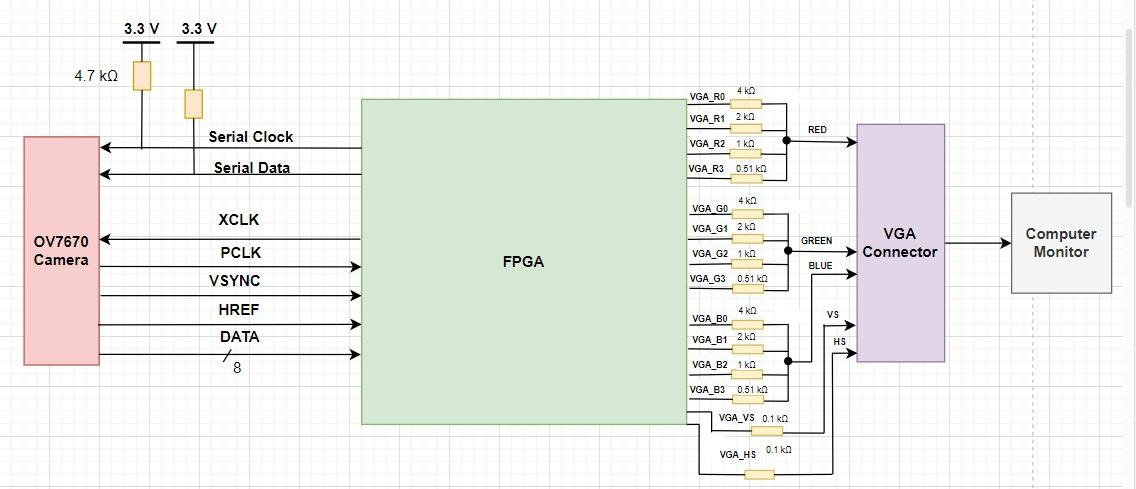 3.3 V
3.3 V
4.7 kΩ
Serial Clock
Serial Data
XCLK
PCLK
VSYNC
HREF
DATA
8
OV7670
Camera
FPGA
VGA_R0 4 kΩ
VGA_R1 2 kΩ
VGA_R2 1 kΩ
VGA_R3 0.51 kΩ
RED
VGA_G0 4 kΩ
VGA_G1 2 kΩ
VGA_G2 1 kΩ
VGA_G3 0.51 kΩ
GREEN
BLUE
VGA_B0 4 kΩ
VGA_B1 2 kΩ
VGA_B2 1 kΩ
VGA_B3 0.51 kΩ
VS
HS
VGA_VS 0.1 kΩ
VGA_HS 0.1 kΩ
VGA
Connector
Computer
Monitor